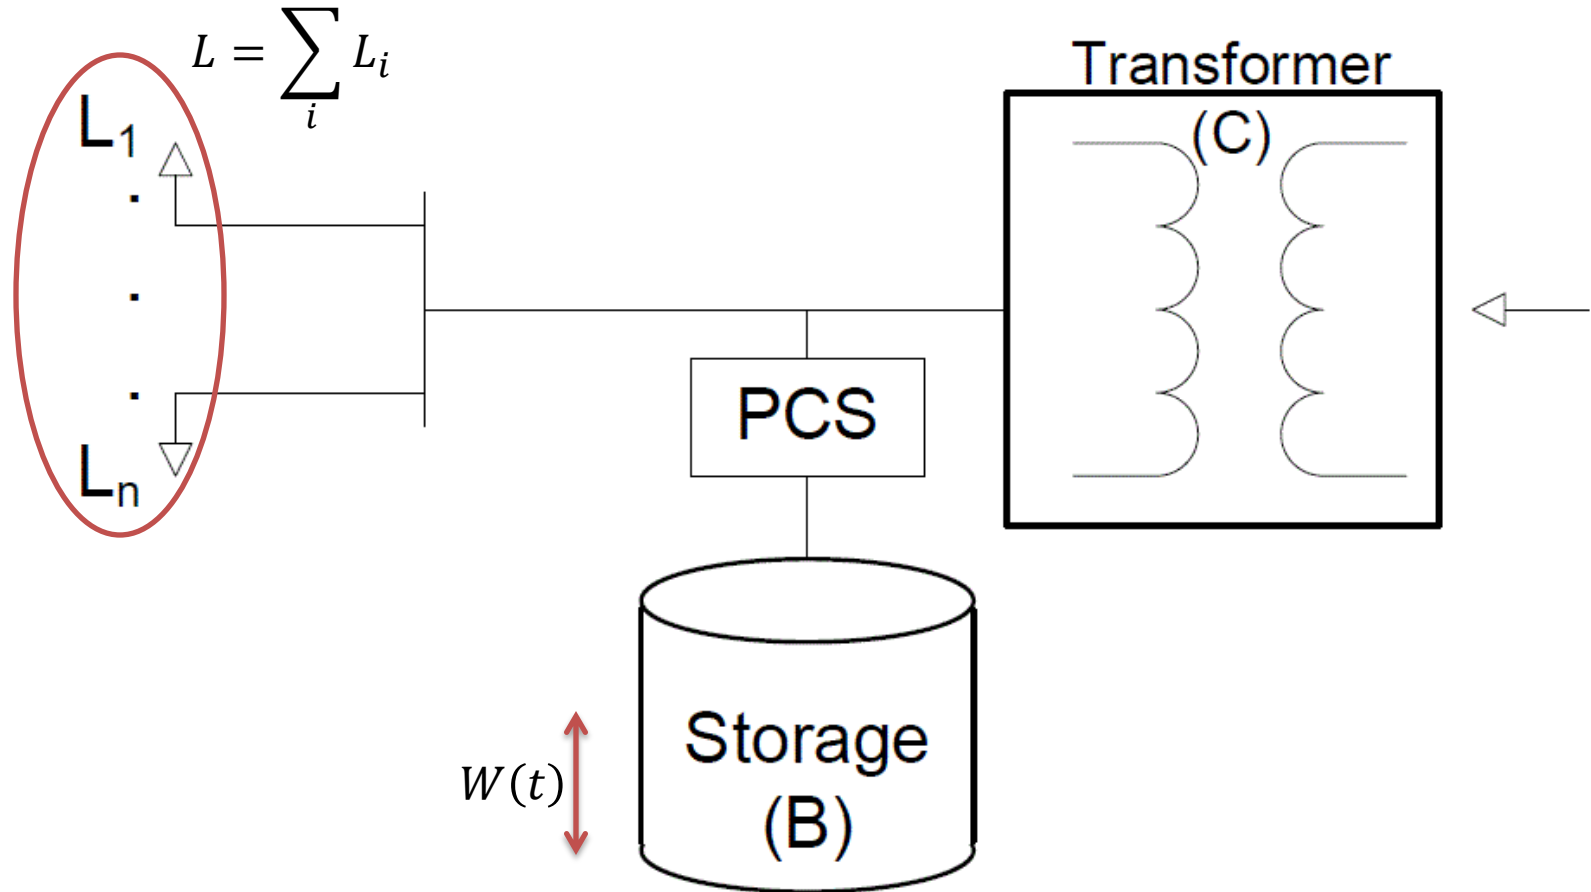 L = ∑ᵢ Lᵢ
Transformer
(C)
L₁
.
.
.
Lₙ
PCS
Storage
(B)
W(t)